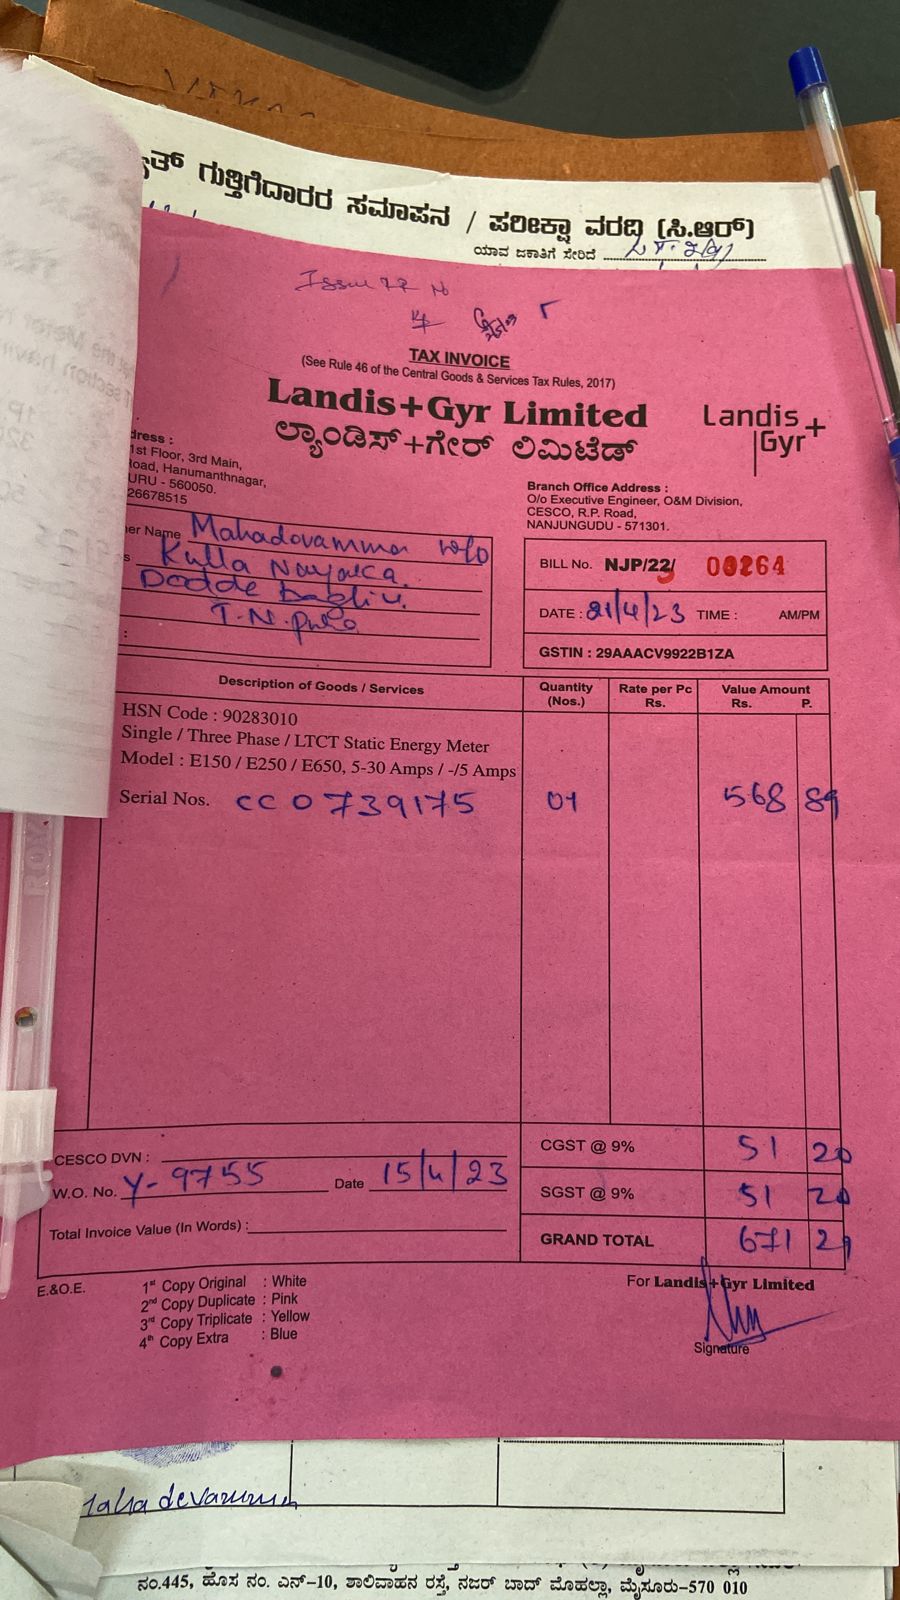 ಗುತ್ತಿಗೆದಾರರ ಸಮಾಪನ / ಪರೀಕ್ಷಾ ವರದಿ (ಸಿ.ಆರ್)
ಯಾವ ಜಕಾತಿಗೆ ಸೇರಿದೆ
TAX INVOICE
(See Rule 46 of the Central Goods & Services Tax Rules, 2017)
Landis+Gyr Limited
ಲ್ಯಾಂಡಿಸ್+ಗೇರ್ ಲಿಮಿಟೆಡ್
Landis+
Gyr
dress :
1st Floor, 3rd Main,
oad, Hanumanthnagar,
URU - 560050.
26678515
Branch Office Address :
O/o Executive Engineer, O&M Division,
CESCO, R.P. Road,
NANJUNGUDU - 571301.
er Name Mahadovamma W/o
Kulla Nayaka.
Dodde bagliu.
T.N. pura
BILL No. NJP/22/ 00264
DATE : 21/4/23 TIME : AM/PM
GSTIN : 29AAACV9922B1ZA
Description of Goods / Services Quantity (Nos.) Rate per Pc Rs. Value Amount Rs. P.
HSN Code : 90283010
Single / Three Phase / LTCT Static Energy Meter
Model : E150 / E250 / E650, 5-30 Amps / -/5 Amps
Serial Nos. CC0739175 01 568 89
CESCO DVN :
W.O. No. Y-9755 Date 15/4/23
Total Invoice Value (In Words) :
CGST @ 9% 51 20
SGST @ 9% 51 20
GRAND TOTAL 671 29
E.&O.E.
1st Copy Original : White
2nd Copy Duplicate : Pink
3rd Copy Triplicate : Yellow
4th Copy Extra : Blue
For Landis+Gyr Limited
Signature
ನಂ.445, ಹೊಸ ನಂ. ಎನ್-10, ಶಾಲಿವಾಹನ ರಸ್ತೆ, ನಜರ್ ಬಾದ್ ಮೊಹಲ್ಲಾ, ಮೈಸೂರು-570 010